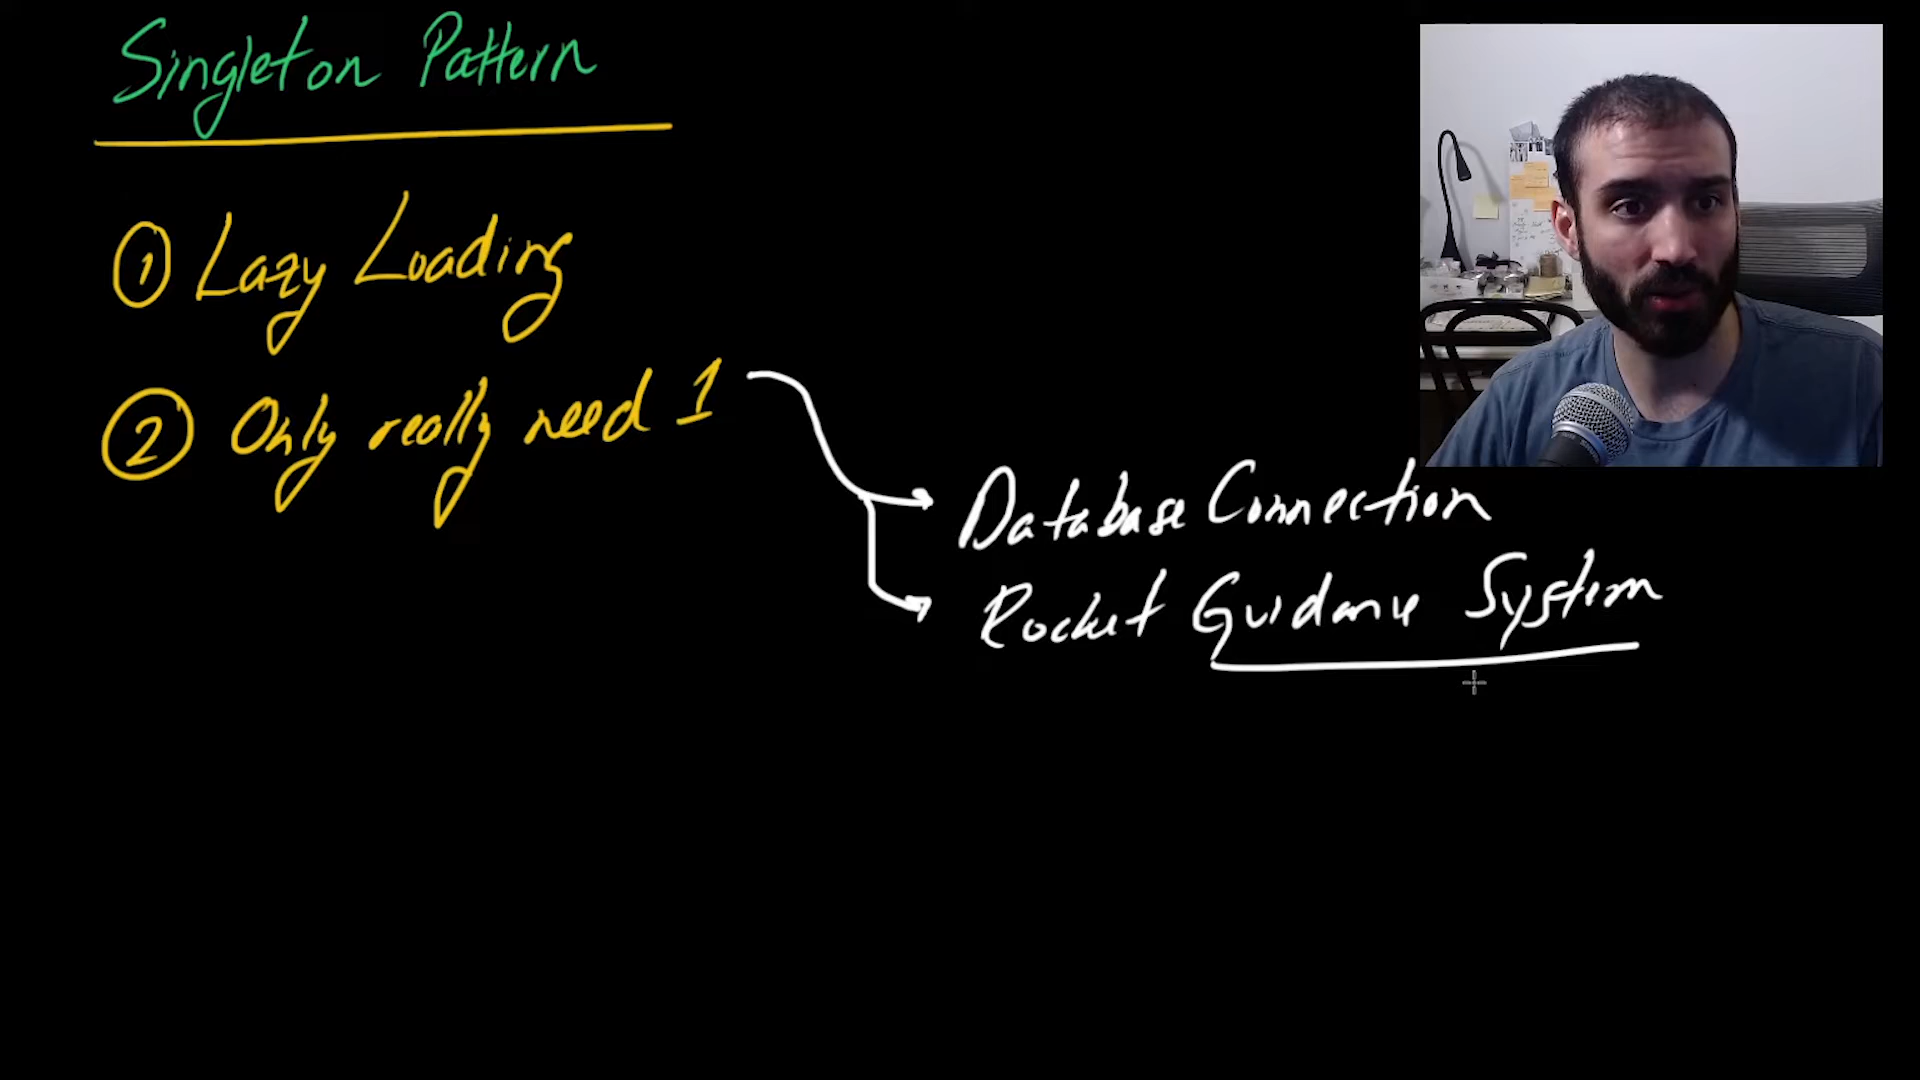 Singleton Pattern
① Lazy Loading
② Only really need 1
Database Connection
Rocket Guidance System